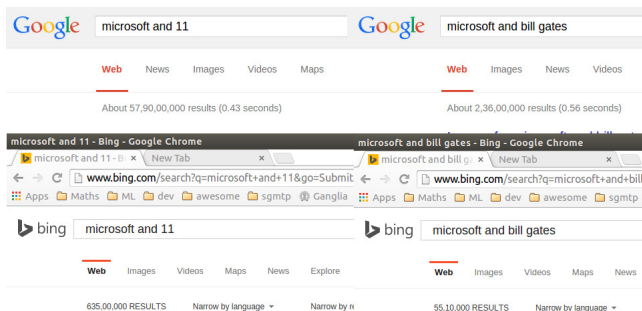 Google microsoft and 11
Web News Images Videos Maps
About 57,90,00,000 results (0.43 seconds)
Google microsoft and bill gates
Web News Images Videos
About 2,36,00,000 results (0.56 seconds)
microsoft and 11 - Bing - Google Chrome
microsoft and 11 - B New Tab
www.bing.com/search?q=microsoft+and+11&go=Submit
Apps Maths ML dev awesome sgmtp Ganglia
bing microsoft and 11
Web Images Videos Maps News Explore
635,00,000 RESULTS Narrow by language Narrow by re
microsoft and bill gates - Bing - Google Chrome
microsoft and bill g New Tab
www.bing.com/search?q=microsoft+and+bill
Apps Maths ML dev awesome sgmtp
bing microsoft and bill gates
Web Images Videos Maps News
55,10,000 RESULTS Narrow by language